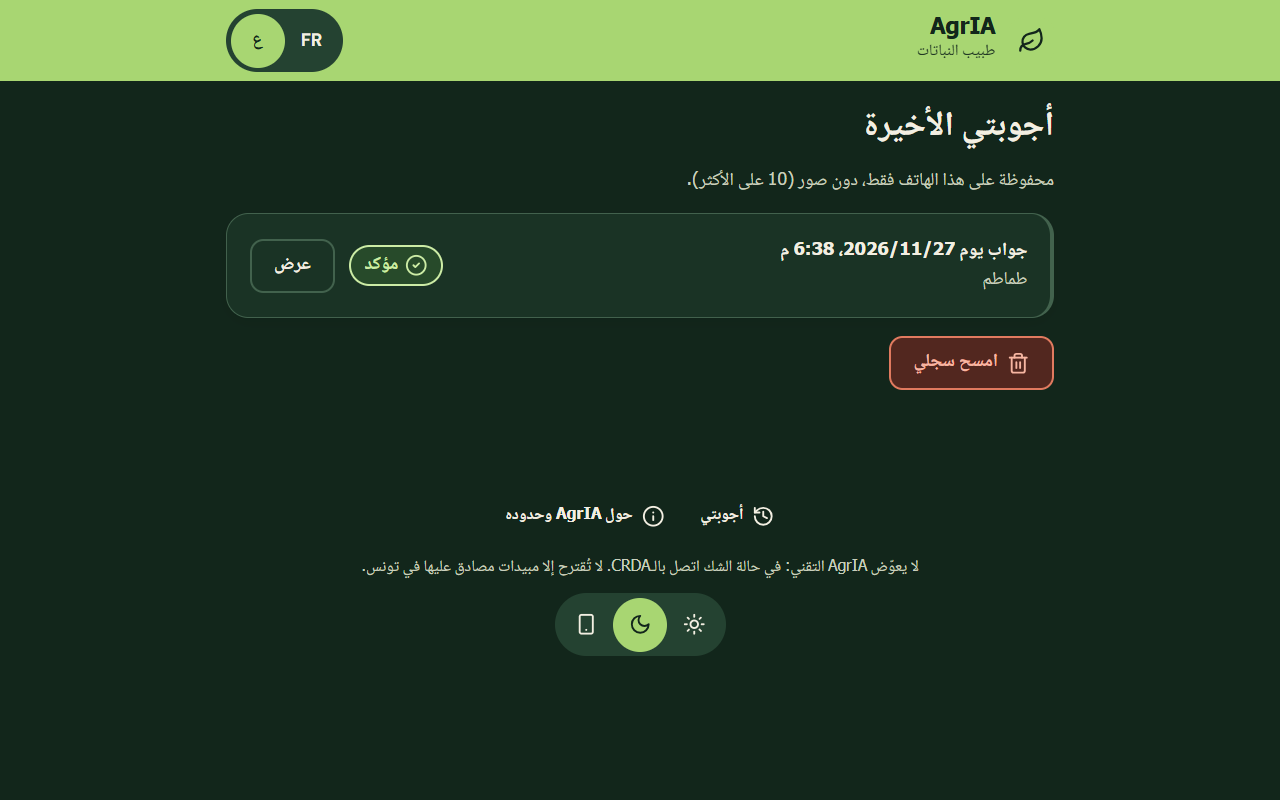 AgrIA
طبيب النباتات
FR
ع
أجوبتي الأخيرة
محفوظة على هذا الهاتف فقط، دون صور (10 على الأكثر).
جواب يوم 2026/11/27، 6:38 م
طماطم
مؤكد
عرض
امسح سجلي
أجوبتي
حول AgrIA وحدوده
لا يعوّض AgrIA التقني: في حالة الشك اتصل بالـCRDA. لا تُقترح إلا مبيدات مصادق عليها في تونس.